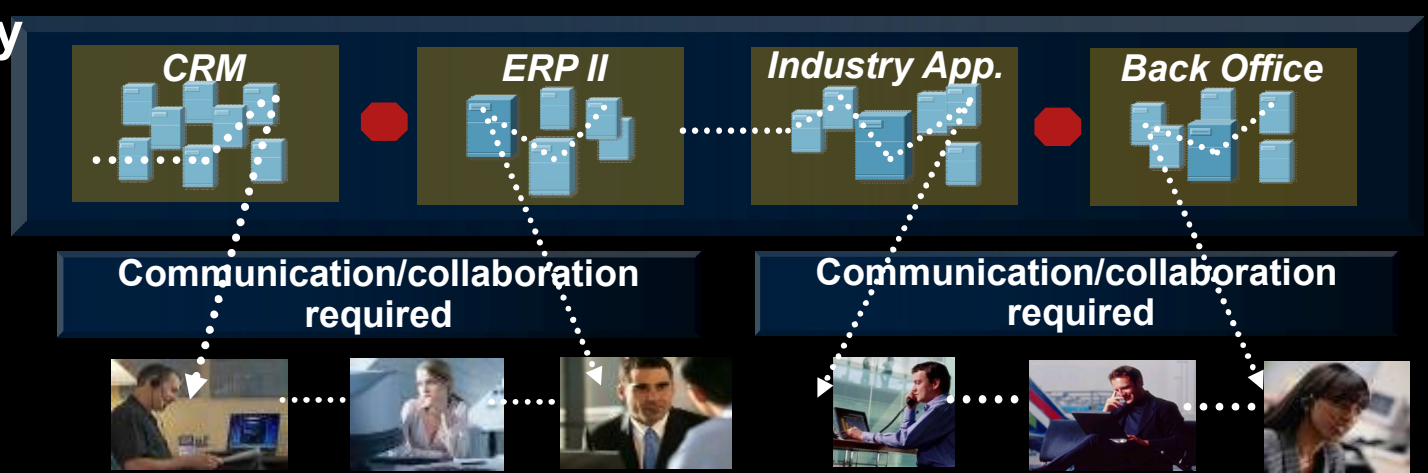 y
CRM
ERP II
Industry App.
Back Office
Communication/collaboration
required
Communication/collaboration
required